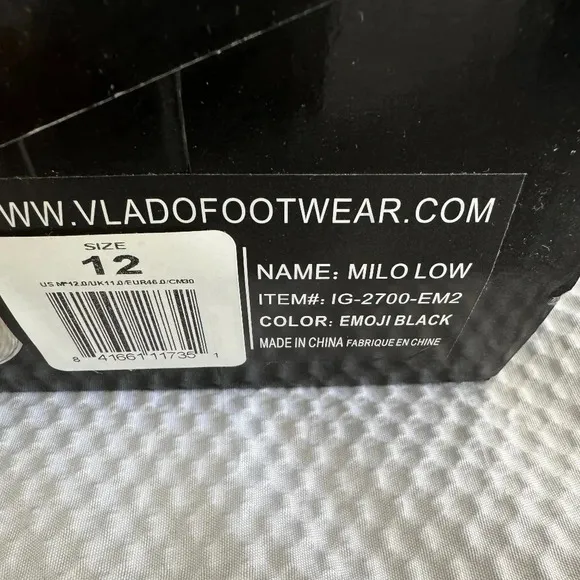 WW.VLADOFOOTWEAR.COM
SIZE
12
US M*12.0/UK11.0/EUR46.0/CM30
8 41661 11735 1
NAME: MILO LOW
ITEM#: IG-2700-EM2
COLOR: EMOJI BLACK
MADE IN CHINA FABRIQUE EN CHINE